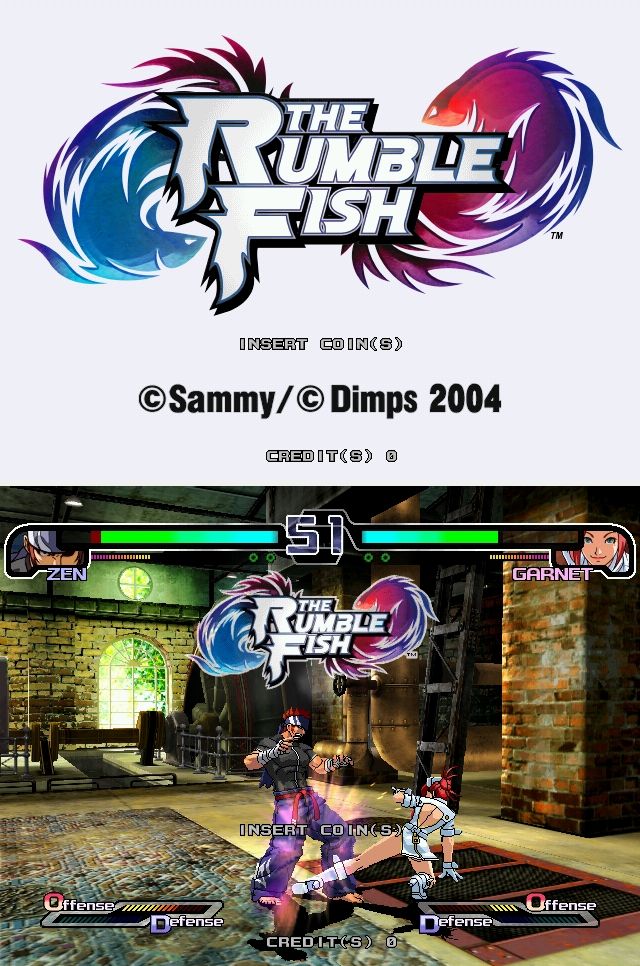 THE
RUMBLE
FISH
TM
INSERT COIN(S)
©Sammy/© Dimps 2004
CREDIT(S) 0
51
ZEN
GARNET
THE
RUMBLE
FISH
TM
INSERT COIN(S)
Offense
Defense
Offense
Defense
CREDIT(S) 0